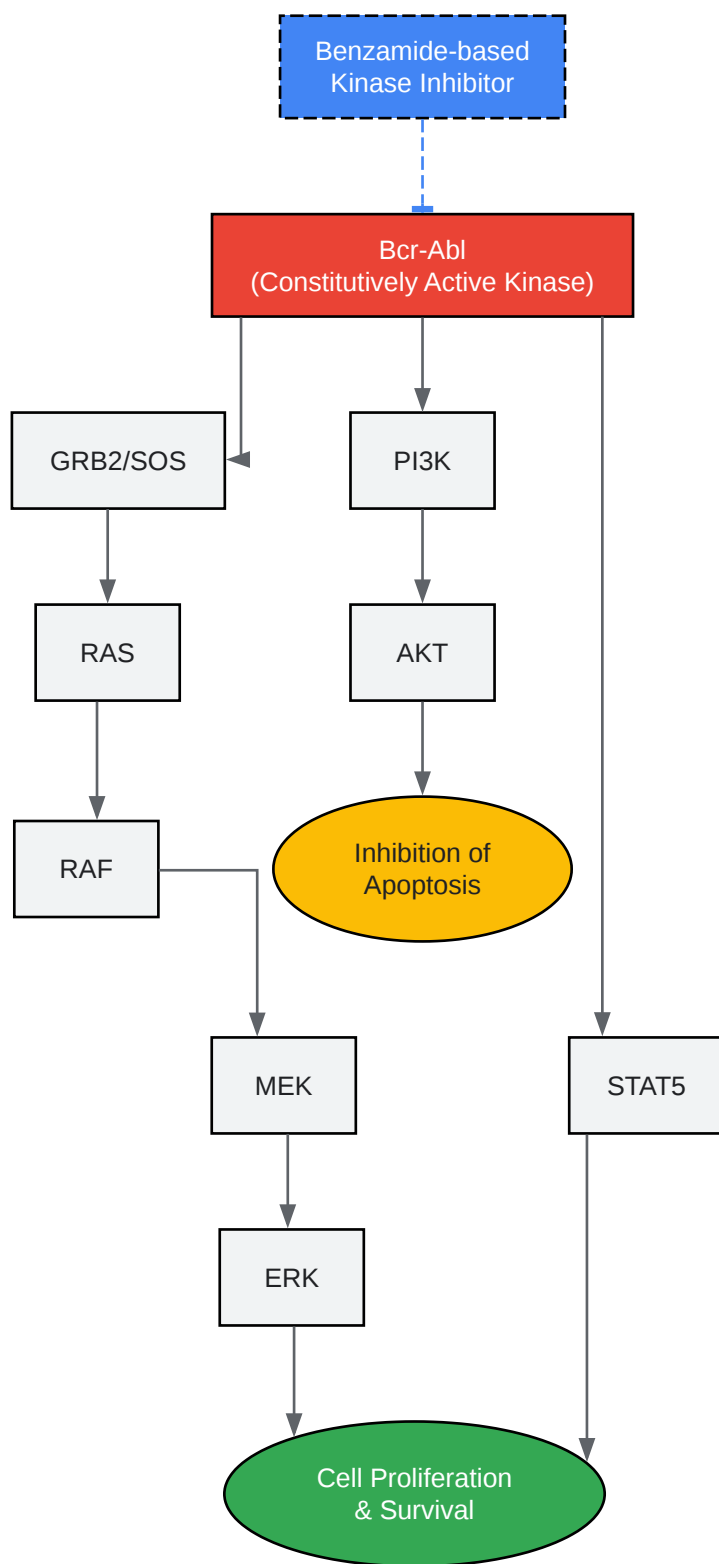 Benzamide-based
Kinase Inhibitor
Bcr-Abl
(Constitutively Active Kinase)
GRB2/SOS
PI3K
RAS
AKT
RAF
Inhibition of
Apoptosis
MEK
STAT5
ERK
Cell Proliferation
& Survival